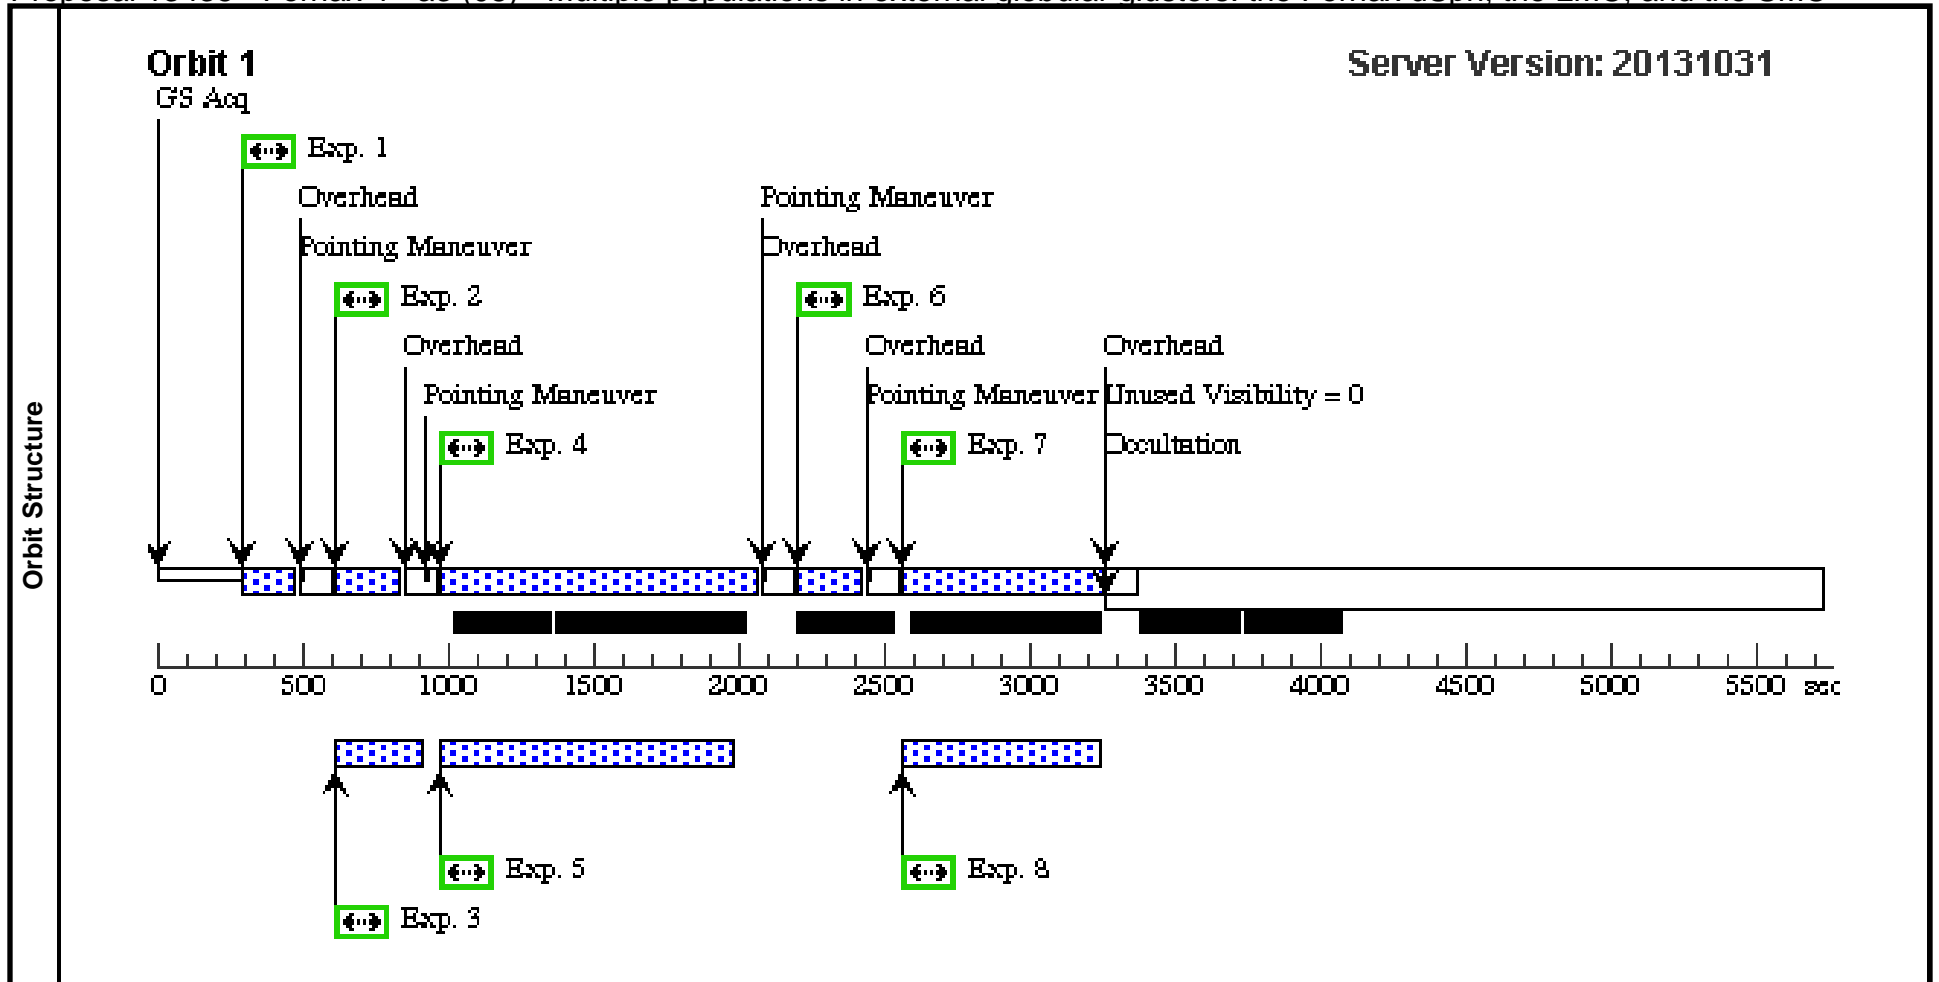 Orbit 1
Server Version: 20131031
GS Acq
Exp. 1
Overhead
Pointing Maneuver
Pointing Maneuver
Overhead
Exp. 2
Exp. 6
Overhead
Overhead
Overhead
Pointing Maneuver
Pointing Maneuver
Unused Visibility = 0
Exp. 4
Exp. 7
Occultation
Orbit Structure
0 500 1000 1500 2000 2500 3000 3500 4000 4500 5000 5500 sec
Exp. 5
Exp. 8
Exp. 3